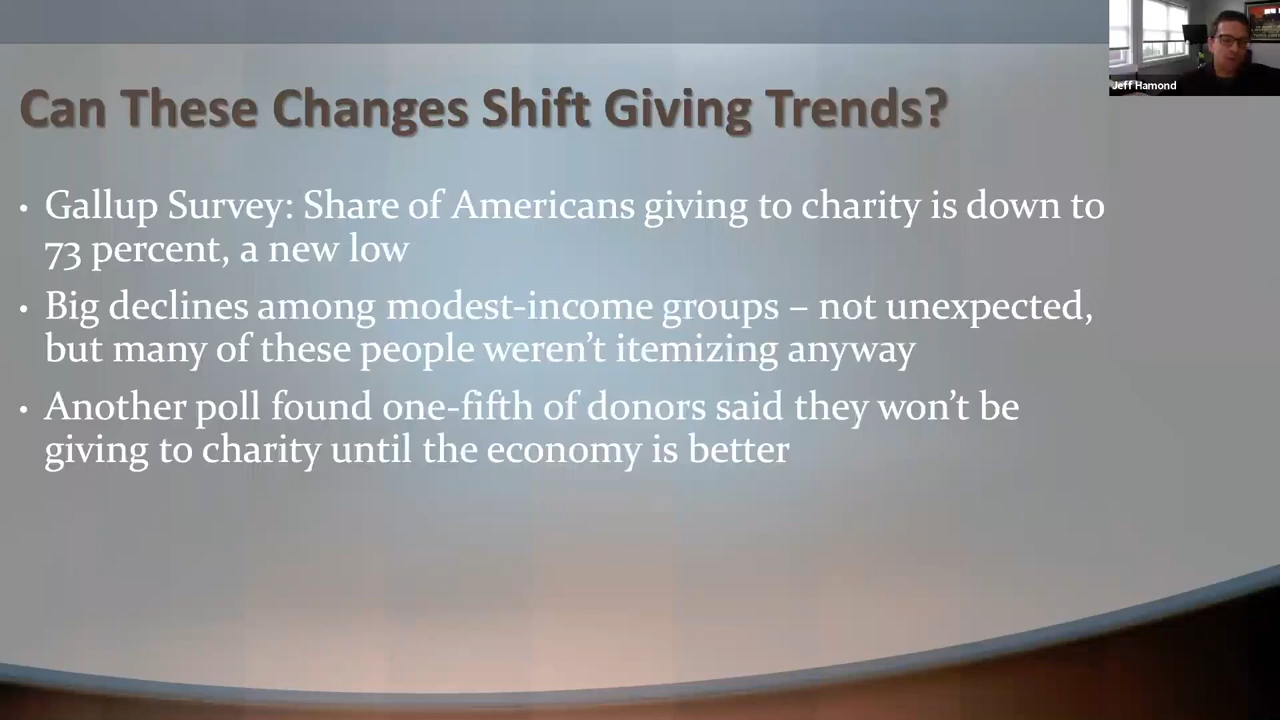 Can These Changes Shift Giving Trends?
Jeff Hamond
• Gallup Survey: Share of Americans giving to charity is down to
73 percent, a new low
• Big declines among modest-income groups – not unexpected,
but many of these people weren’t itemizing anyway
• Another poll found one-fifth of donors said they won’t be
giving to charity until the economy is better